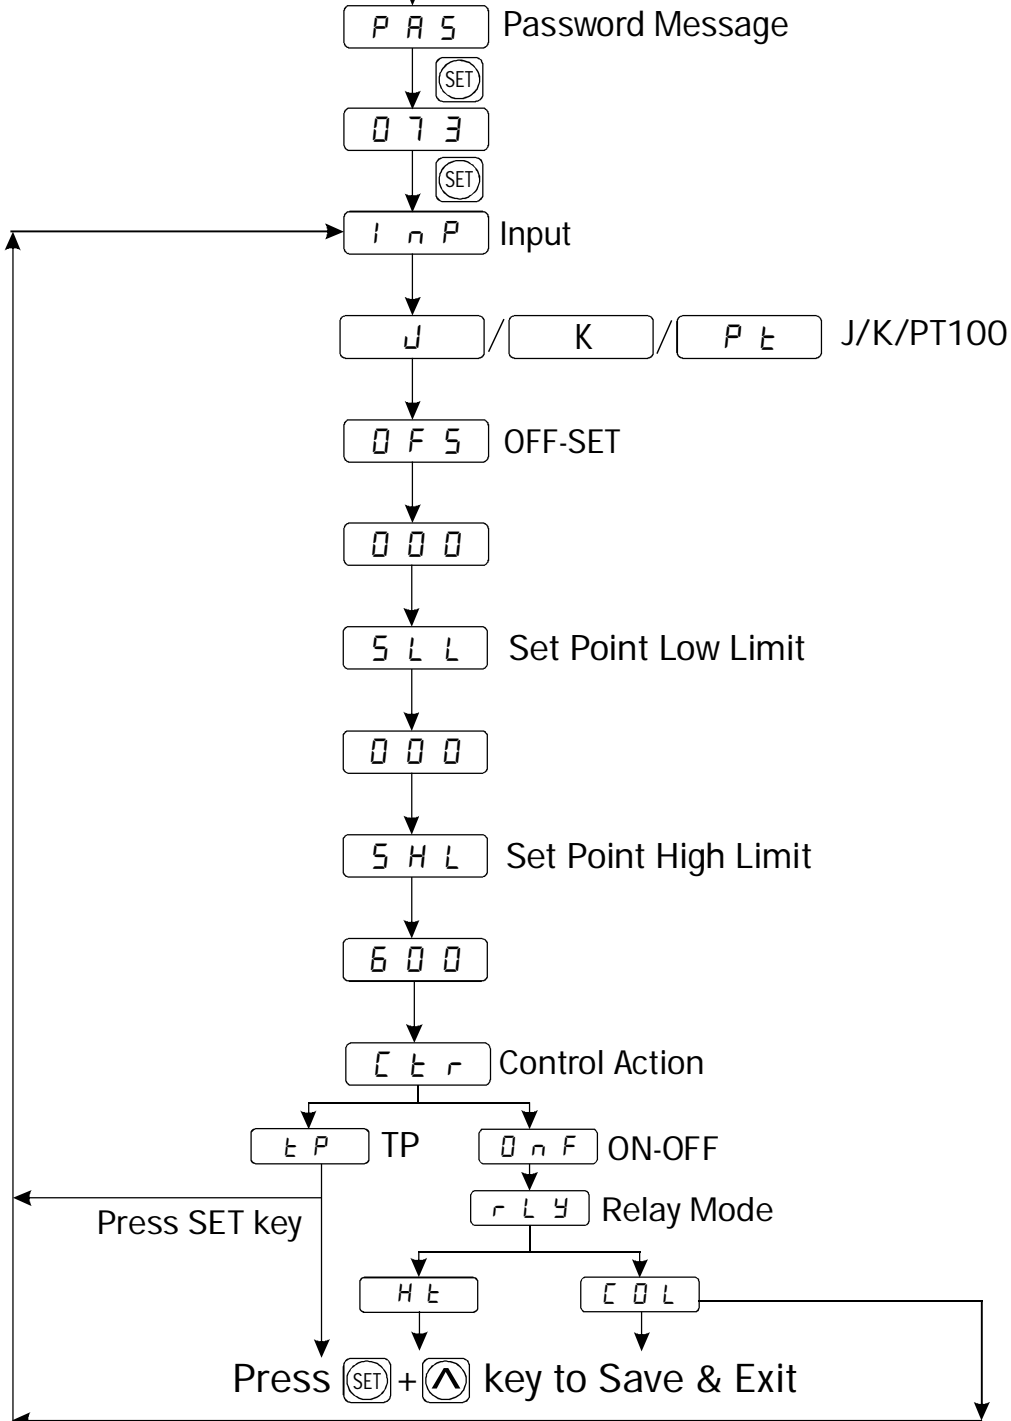 PAS Password Message
SET
073
SET
InP Input
J / K / Pt J/K/PT100
OFS OFF-SET
000
SLL Set Point Low Limit
000
SHL Set Point High Limit
600
Ctr Control Action
tP TP OnF ON-OFF
Press SET key rLY Relay Mode
Ht COL
Press SET + key to Save & Exit